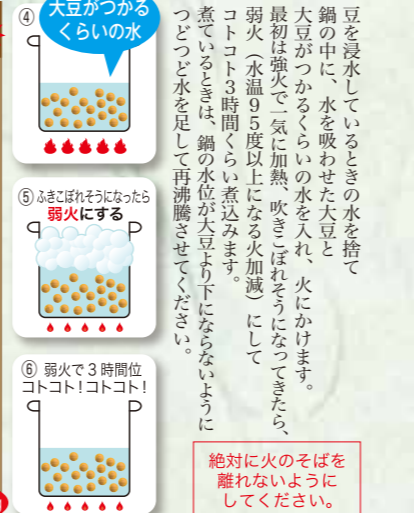 豆を浸水しているときの水を捨て
鍋の中に、水を吸わせた大豆と
大豆がつかるくらいの水を入れ、火にかけます。
最初は強火で一気に加熱、吹きこぼれそうになってきたら、
弱火（水温９５度以上になる火加減）にして
コトコト３時間くらい煮込みます。
煮ているときは、鍋の水位が大豆より下にならないように
つどつど水を足して再沸騰させてください。
絶対に火のそばを
離れないように
してください。
④
大豆がつかる
くらいの水
⑤ふきこぼれそうになったら
弱火にする
⑥ 弱火で3時間位
コトコト！コトコト！